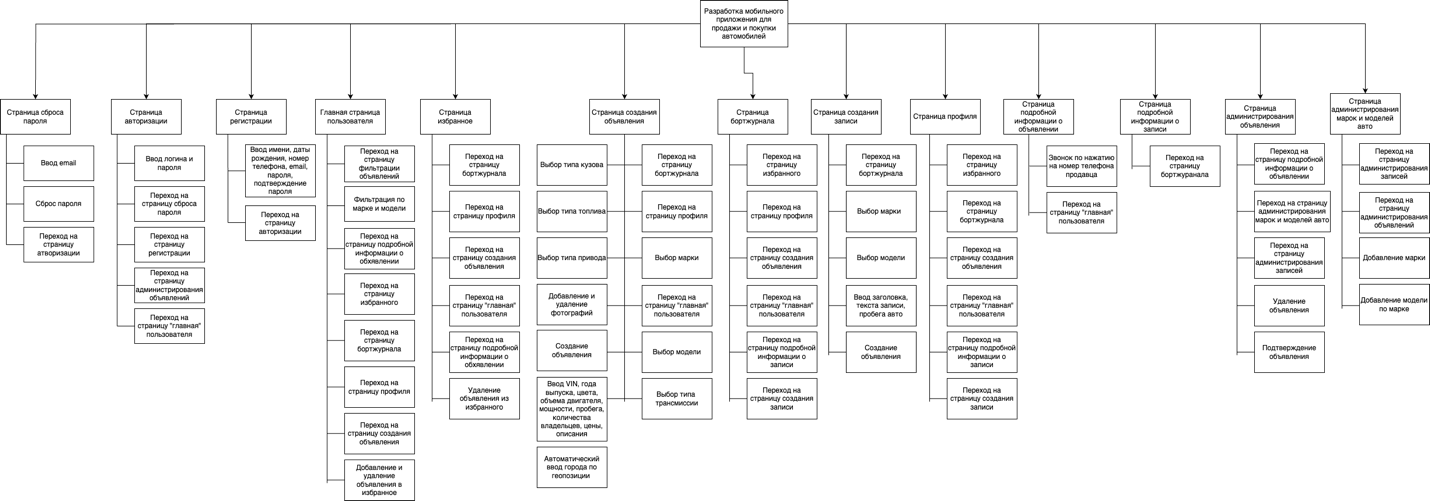 Разработка мобильного
приложения для
продажи и покупки
автомобилей
Страница сброса
пароля
Ввод email
Сброс пароля
Переход на
страницу
атворизации
Страница
авторизации
Ввод логина и
пароля
Переход на
страницу сброса
пароля
Переход на
страницу
регистрации
Переход на
страницу
администрирования
объявлений
Переход на
страницу "главная"
пользователя
Страница
регистрации
Ввод имени, даты
рождения, номер
телефона, email,
пароля,
подтверждение
пароля
Переход на
страницу
авторизации
Главная страница
пользователя
Переход на
страницу
фильтрации
объявлений
Фильтрация по
марке и модели
Переход на
страницу подробной
информации о
обхявлении
Переход на
страницу
избранного
Переход на
страницу
бортжурнала
Переход на
страницу профиля
Переход на
страницу создания
объявления
Добавление и
удаление
объявления в
избранное
Страница
избранное
Переход на
страницу
бортжурнала
Переход на
страницу профиля
Переход на
страницу создания
объявления
Переход на
страницу "главная"
пользователя
Переход на
страницу подробной
информации о
обхявлении
Удаление
объявления из
избранного
Страница создания
объявления
Выбор типа кузова
Выбор типа топлива
Выбор типа привода
Добавление и
удаление
фотографий
Создание
объявления
Ввод VIN, года
выпуска, цвета,
объема двигателя,
мощности, пробега,
количества
владельцев, цены,
описания
Автоматический
ввод города по
геопозиции
Переход на
страницу
бортжурнала
Переход на
страницу профиля
Выбор марки
Переход на
страницу "главная"
пользователя
Выбор модели
Выбор типа
трансмиссии
Страница
бортжурнала
Переход на
страницу
избранного
Переход на
страницу профиля
Переход на
страницу создания
объявления
Переход на
страницу "главная"
пользователя
Переход на
страницу подробной
информации о
записи
Переход на
страницу создания
записи
Страница создания
записи
Переход на
страницу
бортжурнала
Выбор марки
Выбор модели
Ввод заголовка,
текста записи,
пробега авто
Создание
объявления
Страница профиля
Переход на
страницу
избранного
Переход на
страницу
бортжурнала
Переход на
страницу создания
объявления
Переход на
страницу "главная"
пользователя
Переход на
страницу подробной
информации о
записи
Переход на
страницу создания
записи
Страница
подробной
информации о
объявлении
Звонок по нажатию
на номер телефона
продавца
Переход на
страницу "главная"
пользователя
Страница
подробной
информации о
записи
Переход на
страницу
бортжуранала
Страница
администрирования
объявления
Переход на
страницу подробной
информации о
объявлении
Переход на
страницу
администрирования
марок и моделей авто
Переход на
страницу
администрирования
записей
Удаление
объявления
Подтверждение
объявления
Страница
администрирования
марок и моделей
авто
Переход на
страницу
администрирования
записей
Переход на
страницу
администрирования
объявлений
Добавление марки
Добавление модели
по марке